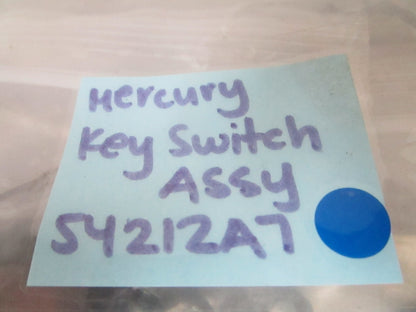 Mercury
Key Switch
Assy
54212A7